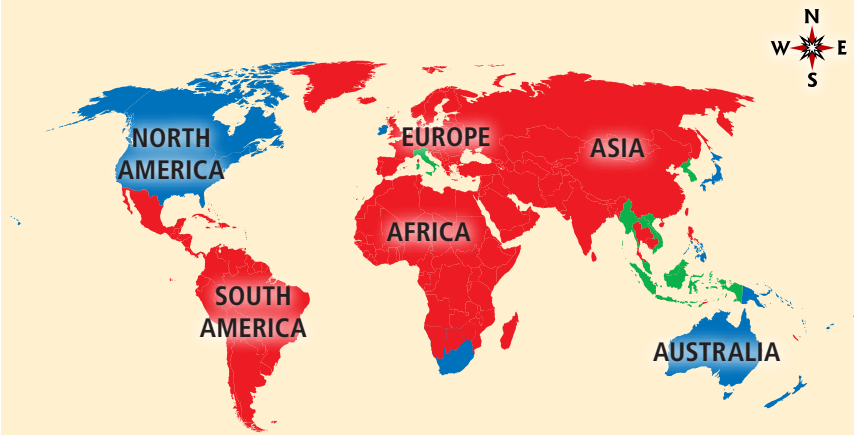 N
W E
S
NORTH
AMERICA
EUROPE
ASIA
AFRICA
SOUTH
AMERICA
AUSTRALIA